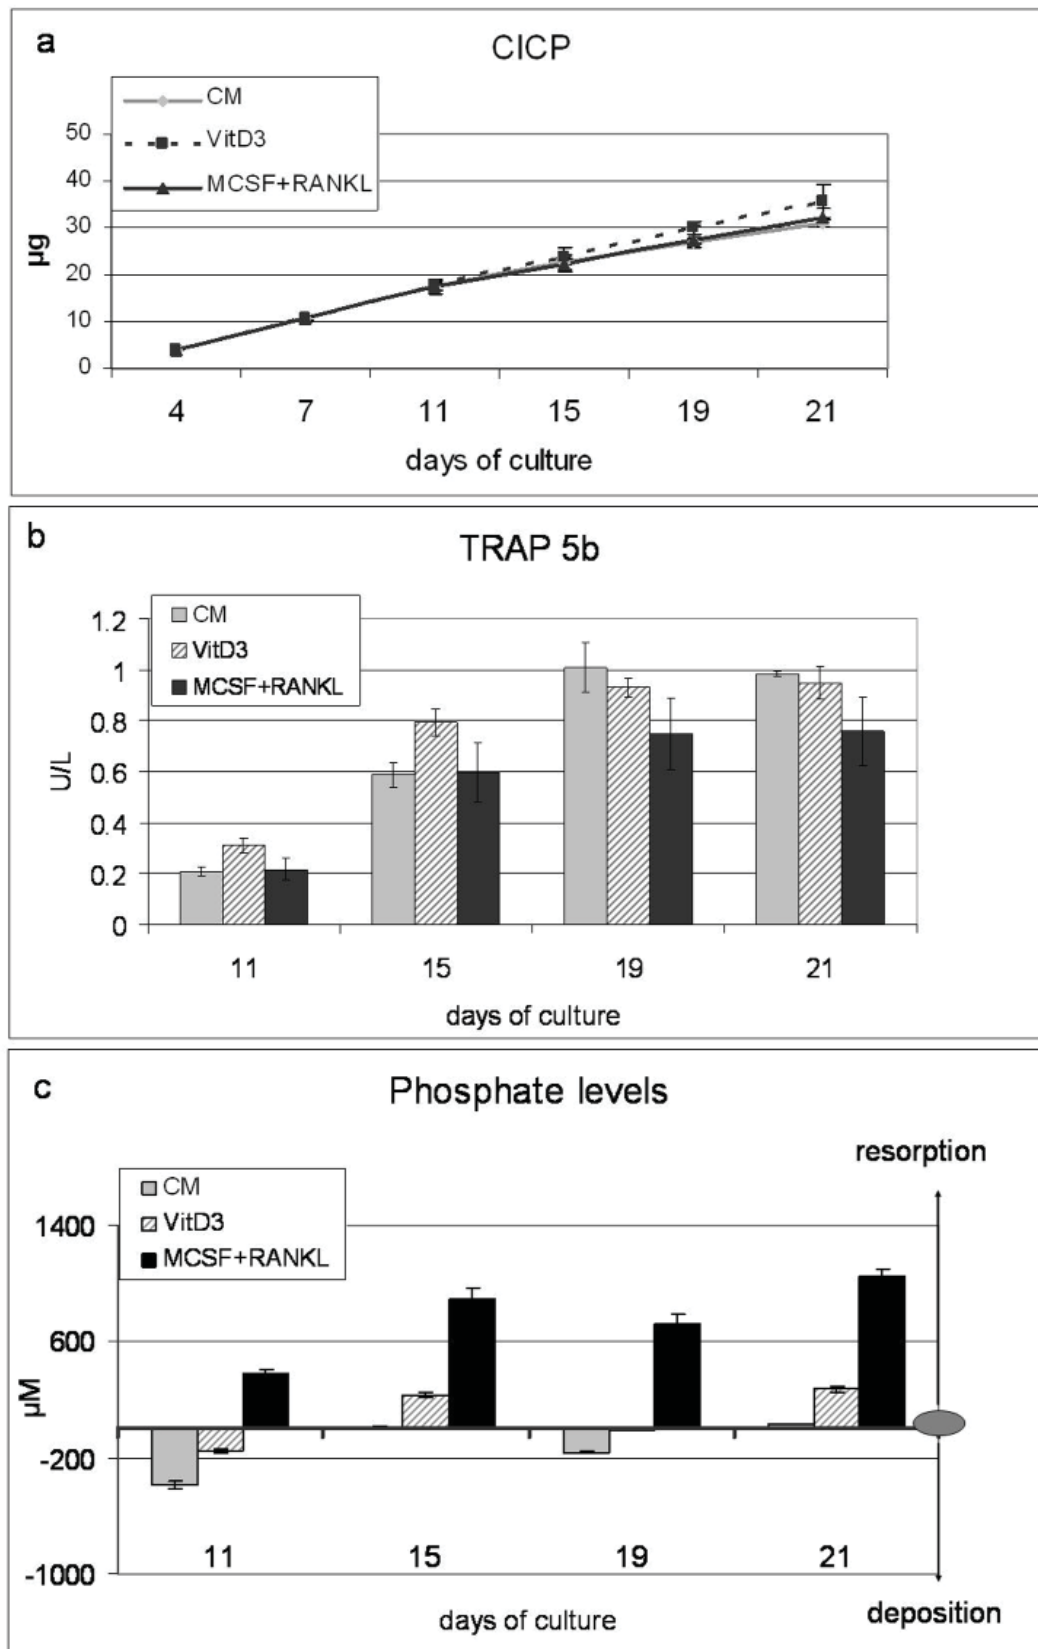 a
CICP
CM
VitD3
MCSF+RANKL
50
40
30
20
10
0
µg
4 7 11 15 19 21
days of culture
b
TRAP 5b
CM
VitD3
MCSF+RANKL
1.2
1
0.8
0.6
0.4
0.2
0
U/L
11 15 19 21
days of culture
c
Phosphate levels
resorption
CM
VitD3
MCSF+RANKL
1400
600
-200
-1000
µM
11 15 19 21
days of culture
deposition